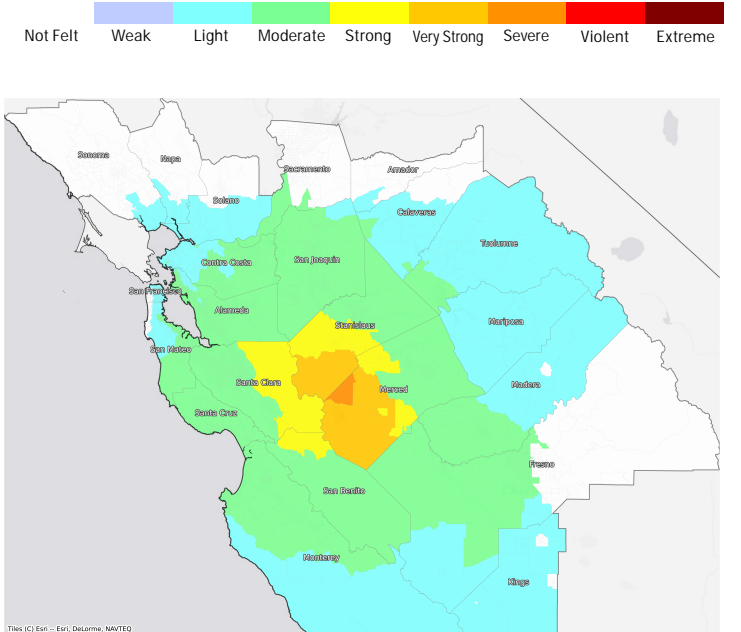 Not Felt Weak Light Moderate Strong Very Strong Severe Violent Extreme
Sonoma
Napa
Sacramento
Amador
Solano
Calaveras
Tuolumne
Contra Costa
San Joaquin
San Francisco
Alameda
Stanislaus
Mariposa
San Mateo
Santa Clara
Merced
Madera
Santa Cruz
Fresno
San Benito
Monterey
Kings
Tiles (C) Esri -- Esri, DeLorme, NAVTEQ